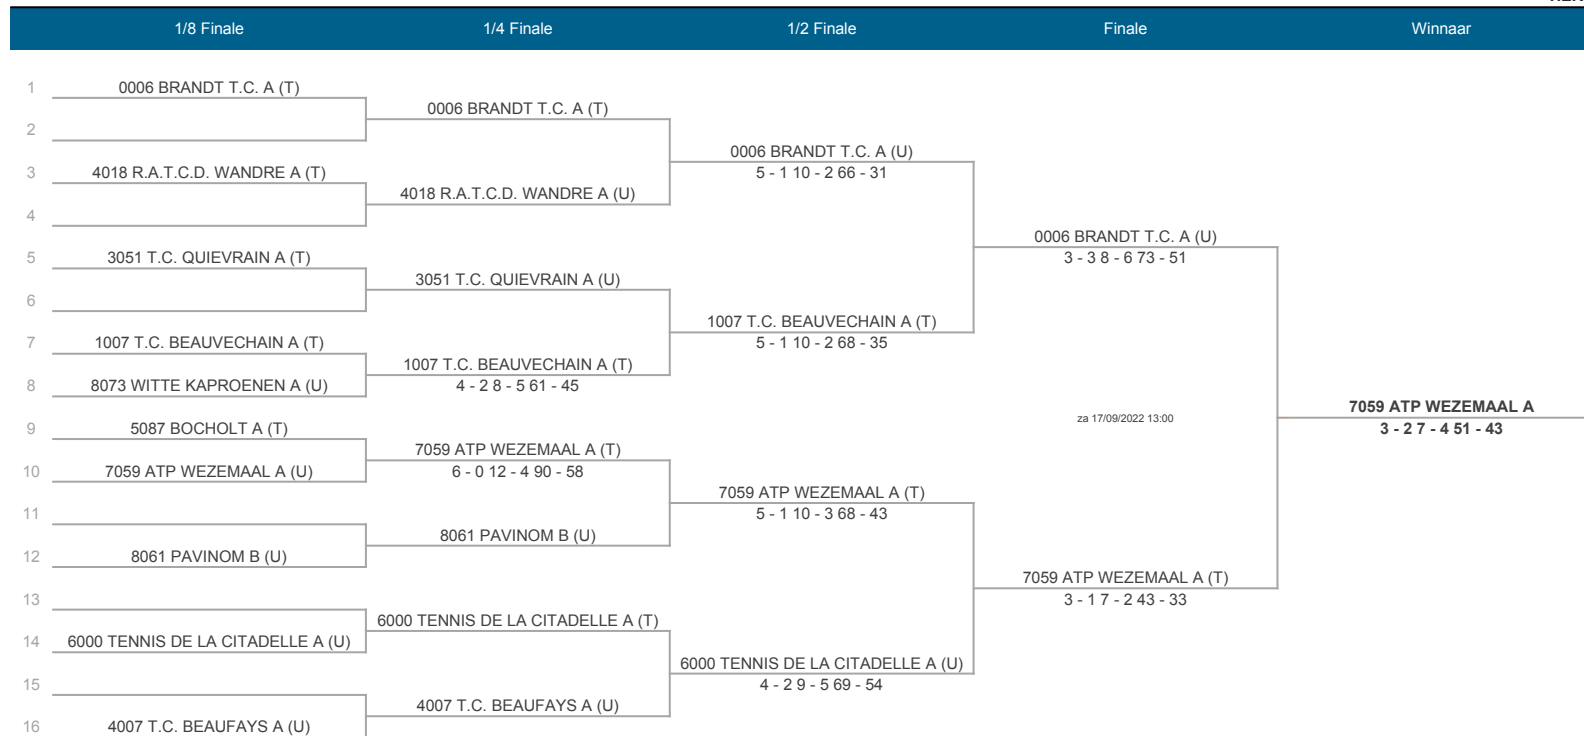 1/8 Finale 1/4 Finale 1/2 Finale Finale Winnaar
1 0006 BRANDT T.C. A (T)
0006 BRANDT T.C. A (T)
2
0006 BRANDT T.C. A (U)
3 4018 R.A.T.C.D. WANDRE A (T) 5 - 1 10 - 2 66 - 31
4018 R.A.T.C.D. WANDRE A (U)
4
0006 BRANDT T.C. A (U)
5 3051 T.C. QUIEVRAIN A (T) 3 - 3 8 - 6 73 - 51
3051 T.C. QUIEVRAIN A (U)
6
1007 T.C. BEAUVECHAIN A (T)
7 1007 T.C. BEAUVECHAIN A (T) 5 - 1 10 - 2 68 - 35
1007 T.C. BEAUVECHAIN A (T)
8 8073 WITTE KAPROENEN A (U) 4 - 2 8 - 5 61 - 45
7059 ATP WEZEMAAL A
za 17/09/2022 13:00
9 5087 BOCHOLT A (T) 3 - 2 7 - 4 51 - 43
7059 ATP WEZEMAAL A (T)
10 7059 ATP WEZEMAAL A (U) 6 - 0 12 - 4 90 - 58
7059 ATP WEZEMAAL A (T)
11 5 - 1 10 - 3 68 - 43
8061 PAVINOM B (U)
12 8061 PAVINOM B (U)
7059 ATP WEZEMAAL A (T)
13 3 - 1 7 - 2 43 - 33
6000 TENNIS DE LA CITADELLE A (T)
14 6000 TENNIS DE LA CITADELLE A (U)
6000 TENNIS DE LA CITADELLE A (U)
15 4 - 2 9 - 5 69 - 54
4007 T.C. BEAUFAYS A (U)
16 4007 T.C. BEAUFAYS A (U)